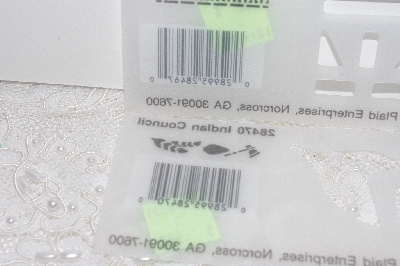 0 28995 28467 0
Plaid Enterprises, Norcross, GA 30091-7600
28470 Indian Council
0 28995 28470 0
Plaid Enterprises, Norcross, GA 30091-7600